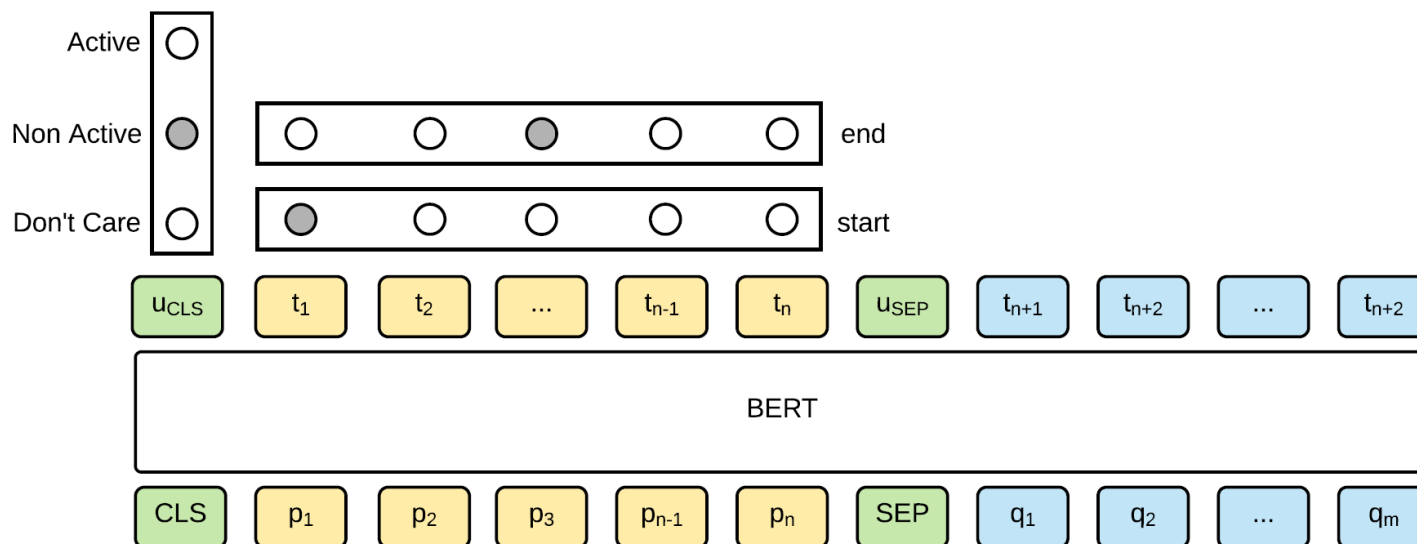 Active
Non Active
end
Don't Care
start
uCLS t1 t2 ... tn-1 tn uSEP tn+1 tn+2 ... tn+2
BERT
CLS p1 p2 p3 pn-1 pn SEP q1 q2 ... qm